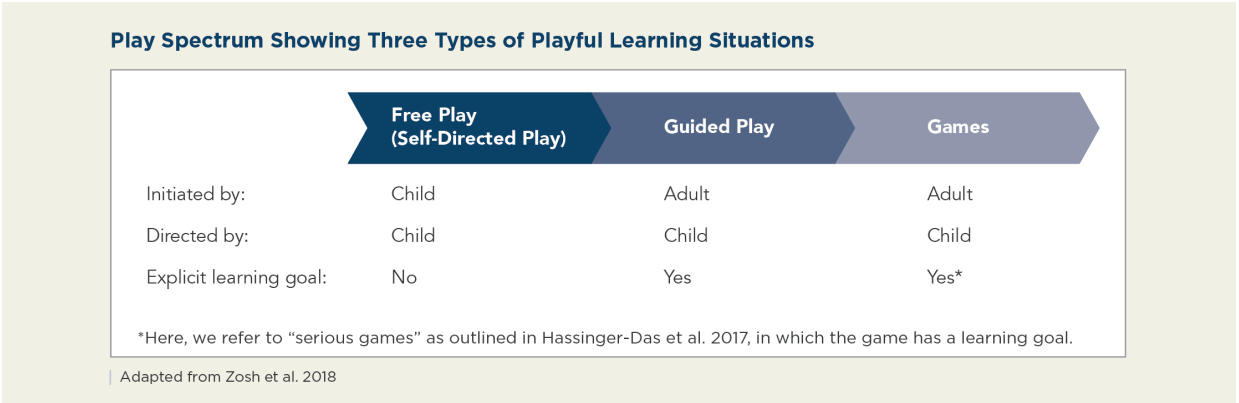 Play Spectrum Showing Three Types of Playful Learning Situations
Free Play
(Self-Directed Play)
Guided Play
Games
Initiated by: Child Adult Adult
Directed by: Child Child Child
Explicit learning goal: No Yes Yes*
*Here, we refer to “serious games” as outlined in Hassinger-Das et al. 2017, in which the game has a learning goal.
Adapted from Zosh et al. 2018